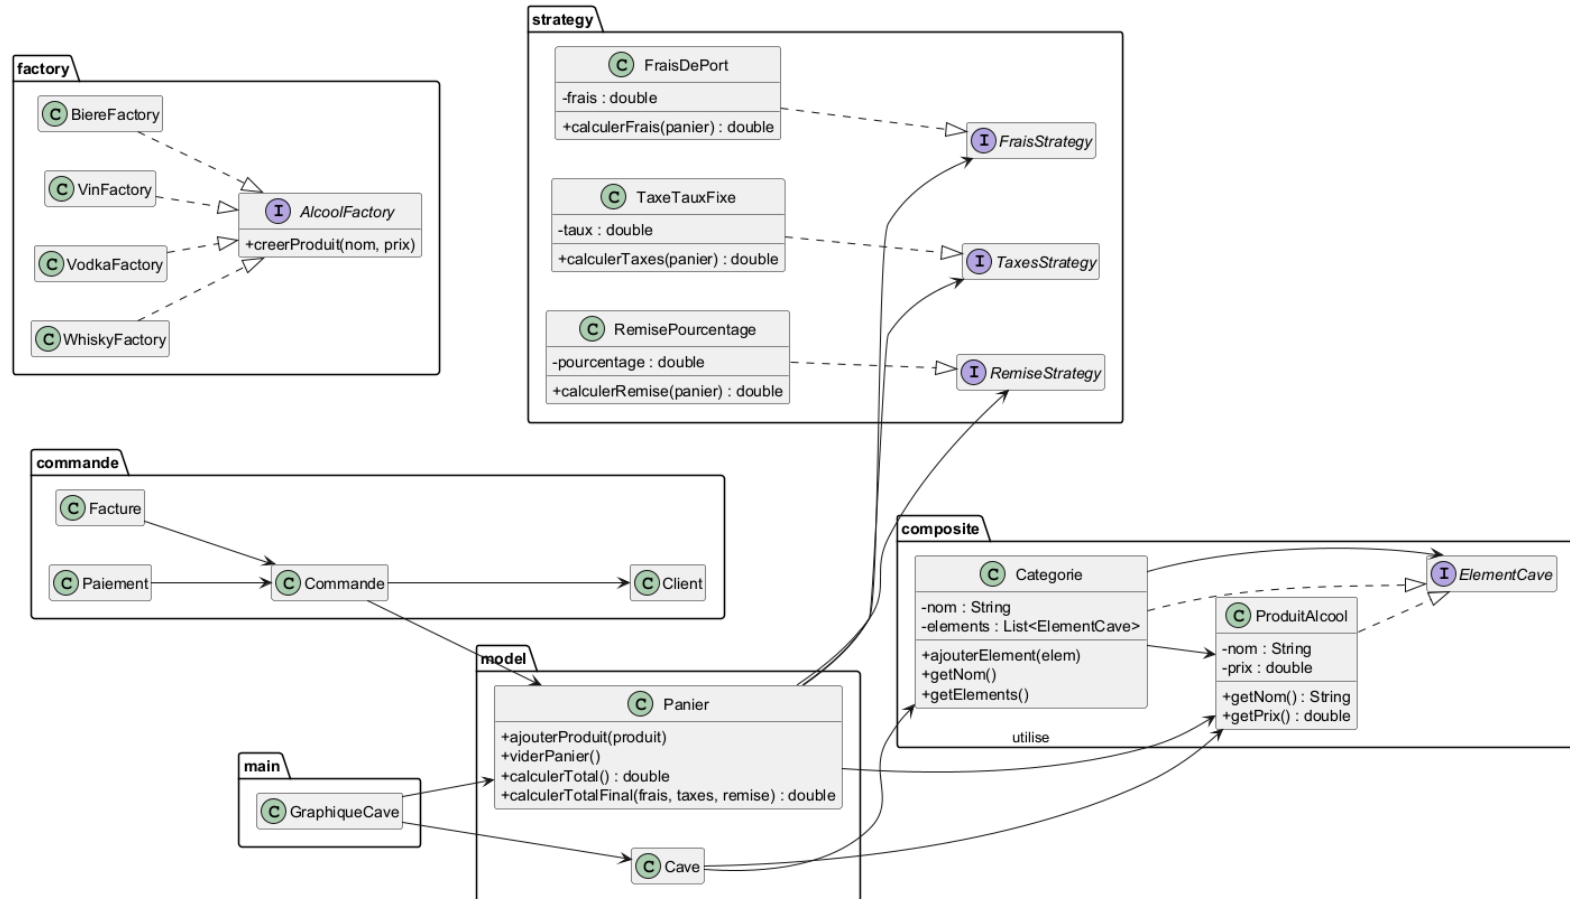 factory
C BiereFactory
C VinFactory
C VodkaFactory
C WhiskyFactory
I AlcoolFactory
+creerProduit(nom, prix)
strategy
C FraisDePort
-frais : double
+calculerFrais(panier) : double
I FraisStrategy
C TaxeTauxFixe
-taux : double
+calculerTaxes(panier) : double
I TaxesStrategy
C RemisePourcentage
-pourcentage : double
+calculerRemise(panier) : double
I RemiseStrategy
commande
C Facture
C Paiement
C Commande
C Client
composite
C Categorie
-nom : String
-elements : List<ElementCave>
+ajouterElement(elem)
+getNom()
+getElements()
C ProduitAlcool
-nom : String
-prix : double
+getNom() : String
+getPrix() : double
I ElementCave
utilise
model
C Panier
+ajouterProduit(produit)
+viderPanier()
+calculerTotal() : double
+calculerTotalFinal(frais, taxes, remise) : double
C Cave
main
C GraphiqueCave